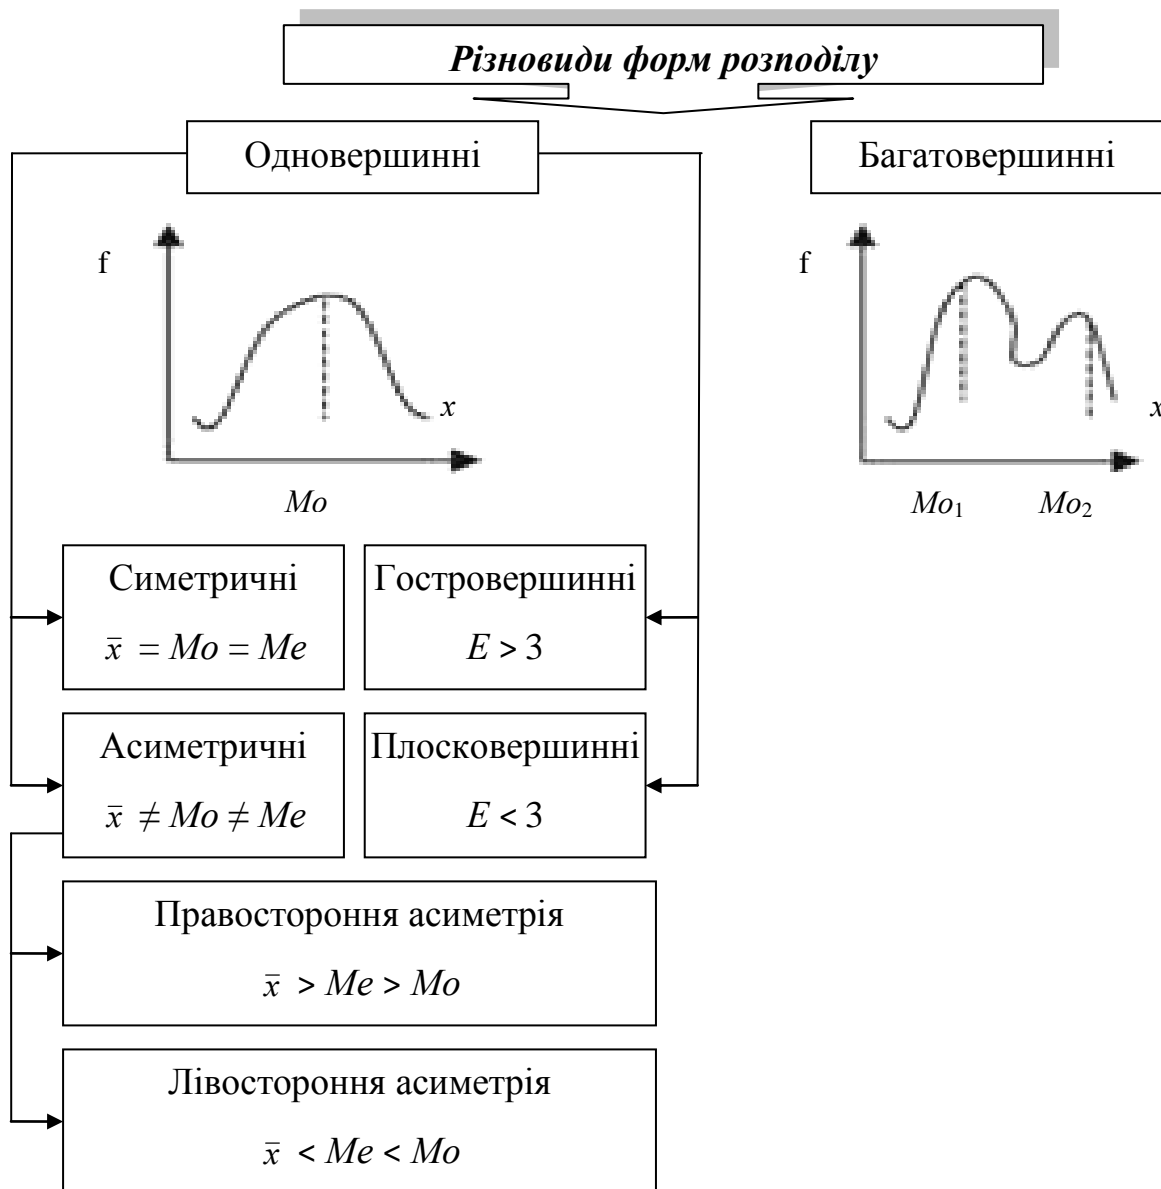 Різновиди форм розподілу
Одновершинні
Багатовершинні
f
x
Mo
f
x
Mo₁ Mo₂
Симетричні
x̄ = Mo = Me
Гостровершинні
E > 3
Асиметричні
x̄ ≠ Mo ≠ Me
Плосковершинні
E < 3
Правостороння асиметрія
x̄ > Me > Mo
Лівостороння асиметрія
x̄ < Me < Mo